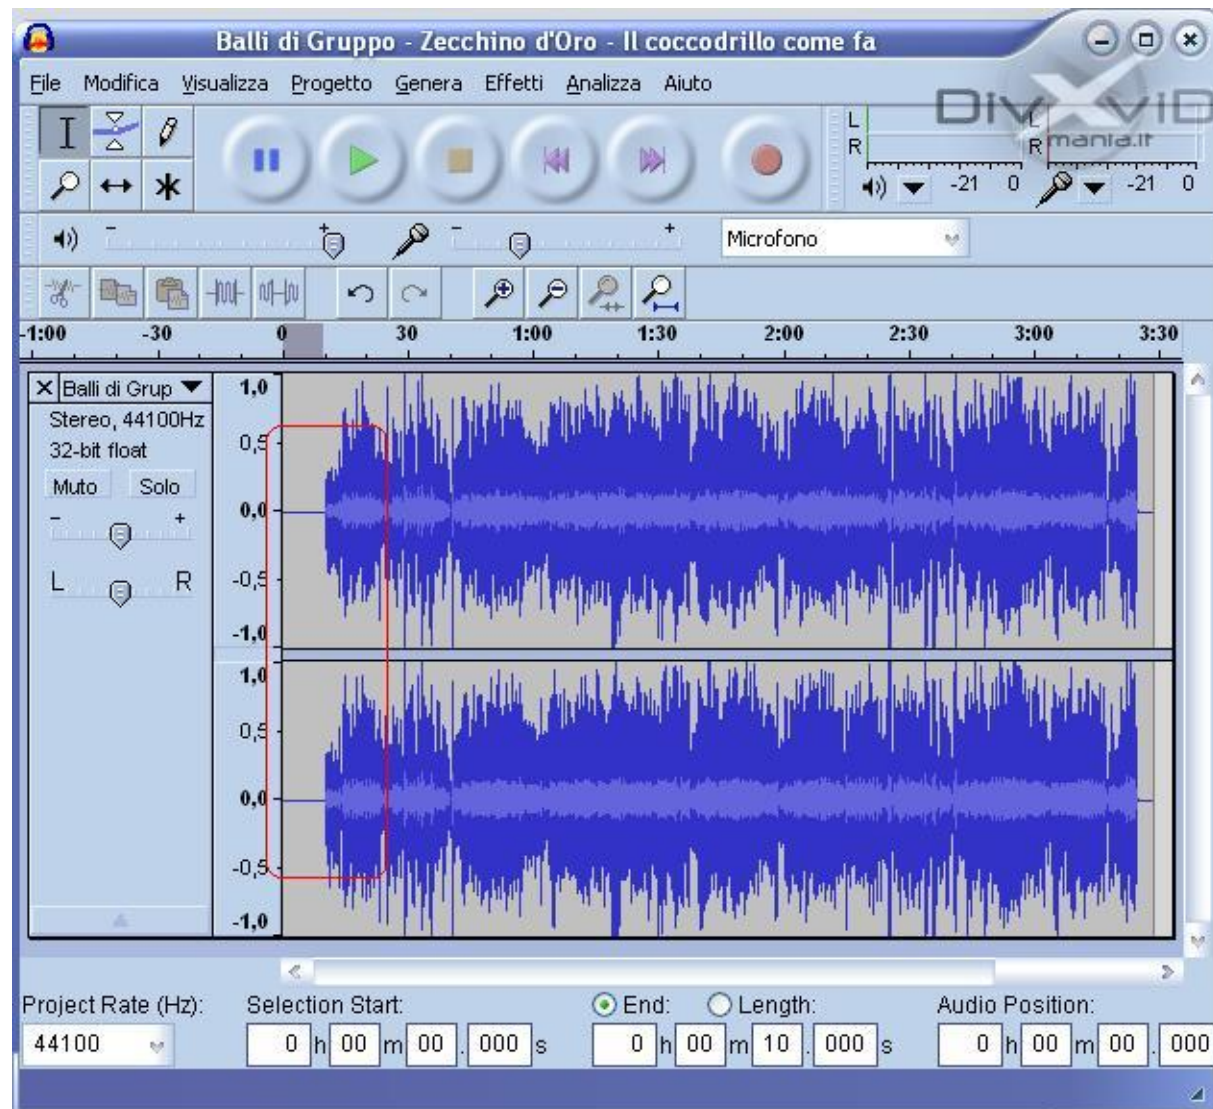 Balli di Gruppo - Zecchino d'Oro - Il coccodrillo come fa
File Modifica Visualizza Progetto Genera Effetti Analizza Aiuto
DivXviD
mania.it
L
R
-21 0
L
R
-21 0
- + - + Microfono
-1:00 -30 0 30 1:00 1:30 2:00 2:30 3:00 3:30
Balli di Grup
Stereo, 44100Hz
32-bit float
Muto Solo
- +
L R
1,0
0,5
0,0
-0,5
-1,0
1,0
0,5
0,0
-0,5
-1,0
Project Rate (Hz): Selection Start: End: Length: Audio Position:
44100 0 h 00 m 00 . 000 s 0 h 00 m 10 . 000 s 0 h 00 m 00 . 000